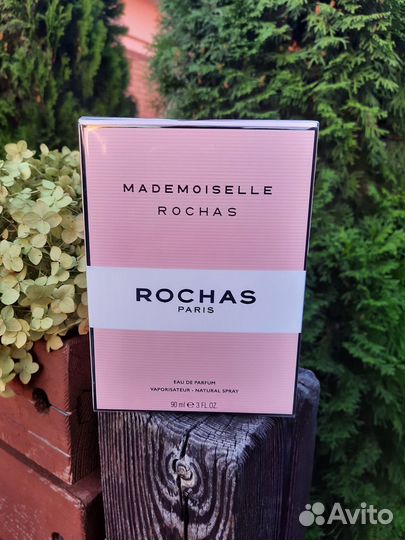 MADEMOISELLE
ROCHAS
ROCHAS
PARIS
EAU DE PARFUM
VAPORISATEUR - NATURAL SPRAY
90 ml ℮ 3 FL.OZ
Avito